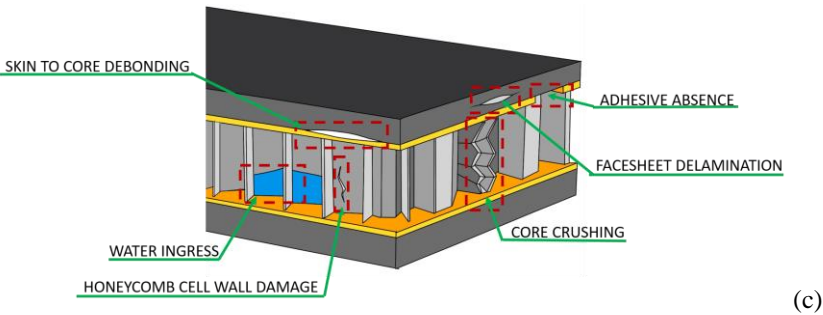 SKIN TO CORE DEBONDING
ADHESIVE ABSENCE
FACESHEET DELAMINATION
CORE CRUSHING
WATER INGRESS
HONEYCOMB CELL WALL DAMAGE
(c)